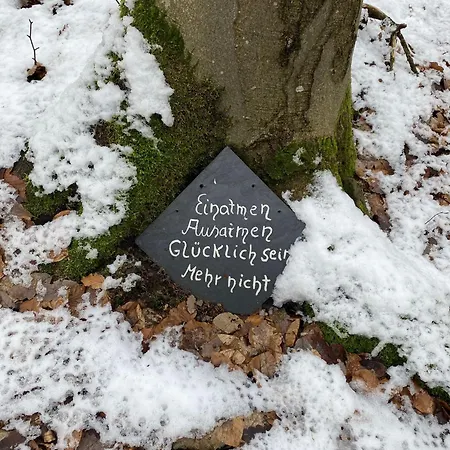 Einatmen
Ausatmen
Glücklich sein
Mehr nicht